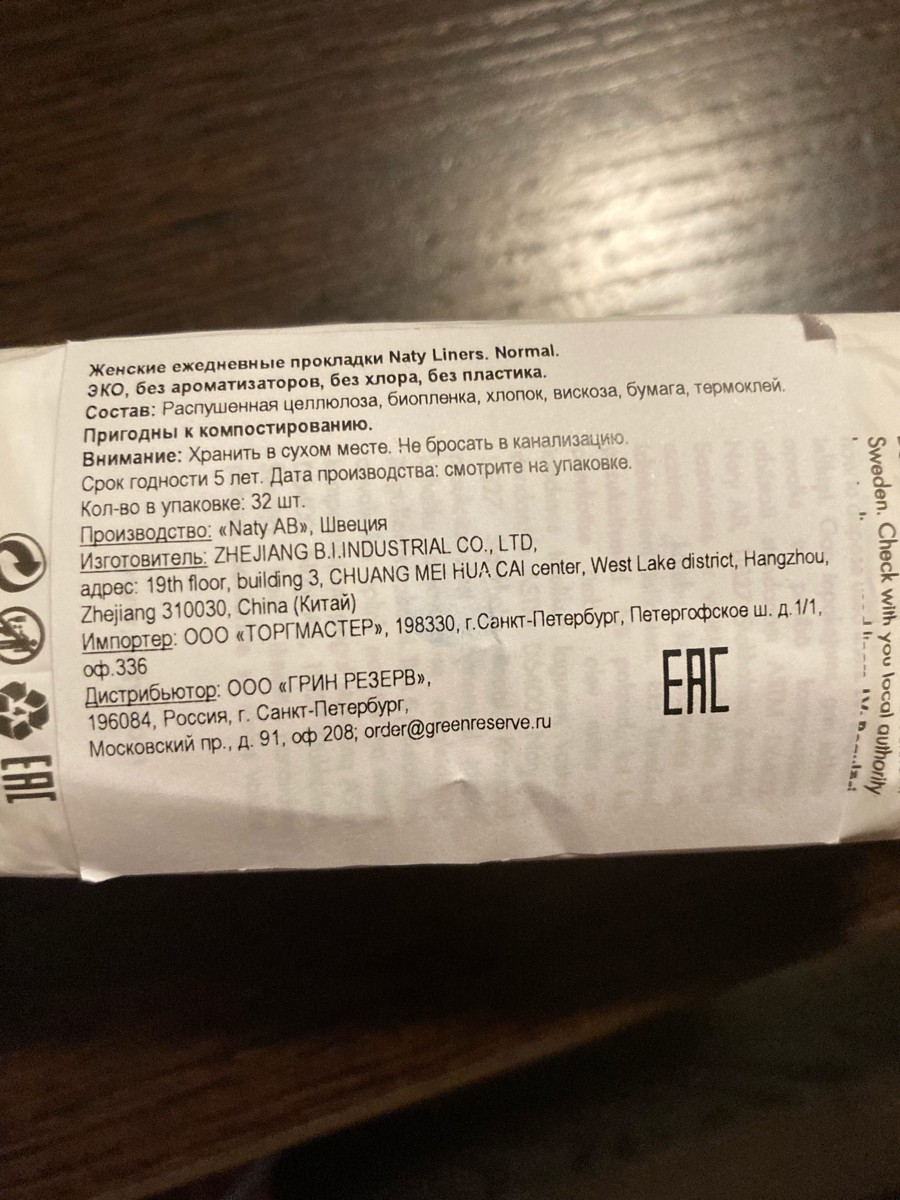 Женские ежедневные прокладки Naty Liners. Normal.
ЭКО, без ароматизаторов, без хлора, без пластика.
Состав: Распушенная целлюлоза, биопленка, хлопок, вискоза, бумага, термоклей.
Пригодны к компостированию.
Внимание: Хранить в сухом месте. Не бросать в канализацию.
Срок годности 5 лет. Дата производства: смотрите на упаковке.
Кол-во в упаковке: 32 шт.
Производство: «Naty AB», Швеция
Изготовитель: ZHEJIANG B.I.INDUSTRIAL CO., LTD,
адрес: 19th floor, building 3, CHUANG MEI HUA CAI center, West Lake district, Hangzhou,
Zhejiang 310030, China (Китай)
Импортер: ООО «ТОРГМАСТЕР», 198330, г.Санкт-Петербург, Петергофское ш. д.1/1,
оф.336
Дистрибьютор: ООО «ГРИН РЕЗЕРВ»,
196084, Россия, г. Санкт-Петербург,
Московский пр., д. 91, оф 208; order@greenreserve.ru
EAC
EAC
Sweden. Check with you local authority